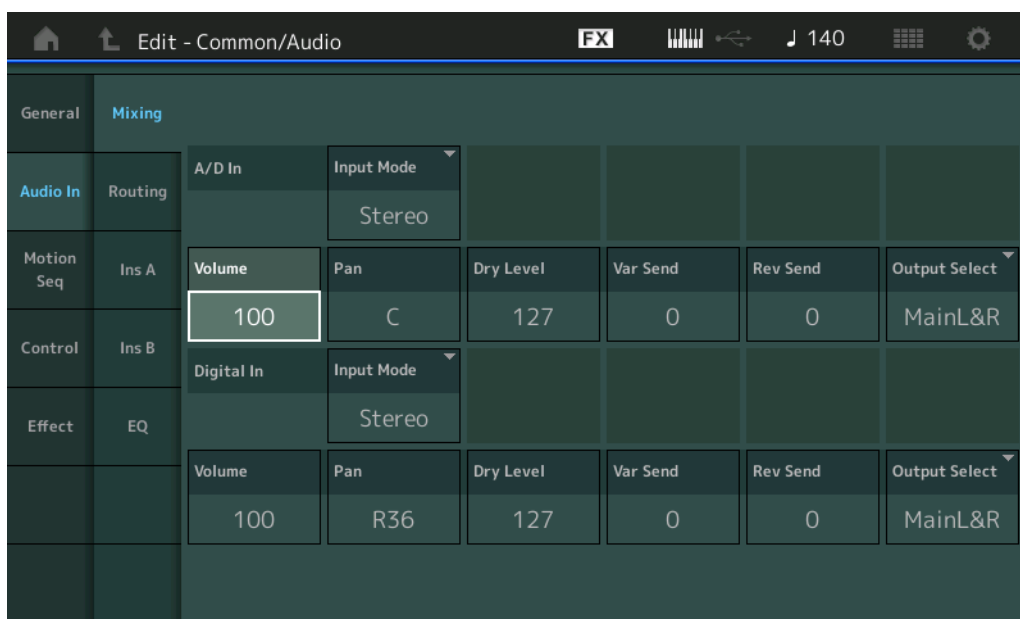 Edit - Common/Audio FX 140
General Mixing
A/D In Input Mode
Audio In Routing
Stereo
Motion Seq Ins A Volume Pan Dry Level Var Send Rev Send Output Select
100 C 127 0 0 MainL&R
Control Ins B
Digital In Input Mode
Effect EQ Stereo
Volume Pan Dry Level Var Send Rev Send Output Select
100 R36 127 0 0 MainL&R